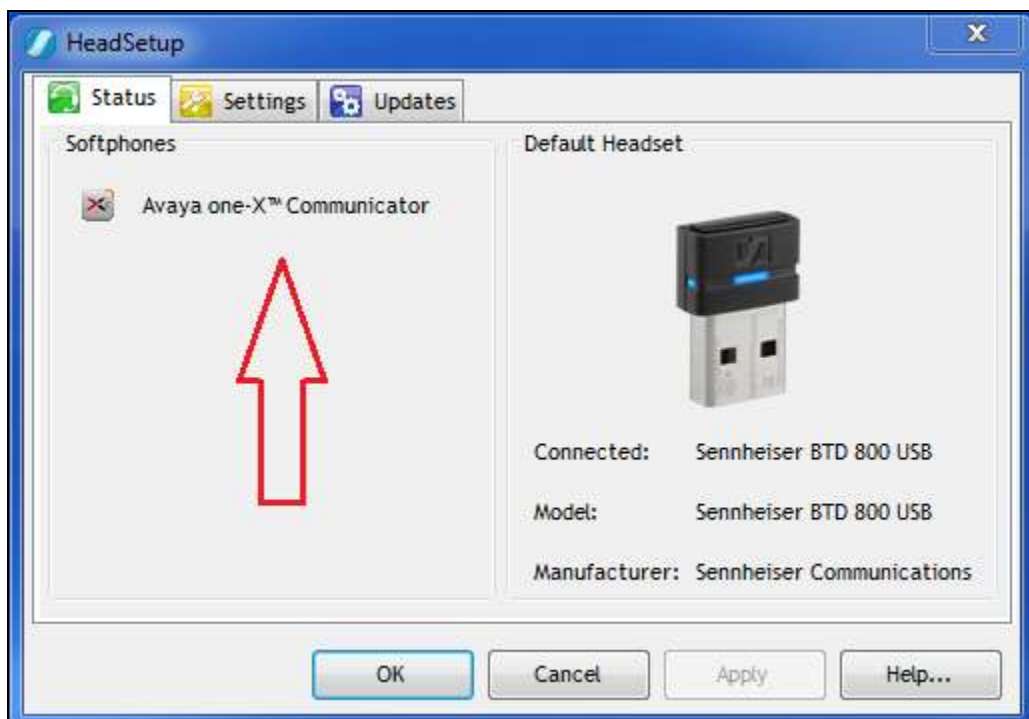 HeadSetup
Status Settings Updates
Softphones
Avaya one-X™ Communicator
Default Headset
Connected: Sennheiser BTD 800 USB
Model: Sennheiser BTD 800 USB
Manufacturer: Sennheiser Communications
OK Cancel Apply Help...